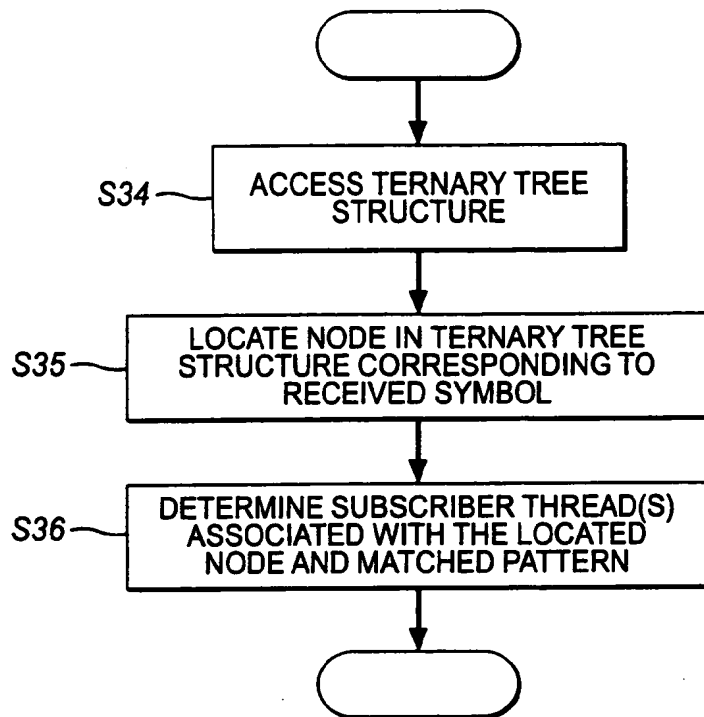 S34
ACCESS TERNARY TREE
STRUCTURE
S35
LOCATE NODE IN TERNARY TREE
STRUCTURE CORRESPONDING TO
RECEIVED SYMBOL
S36
DETERMINE SUBSCRIBER THREAD(S)
ASSOCIATED WITH THE LOCATED
NODE AND MATCHED PATTERN